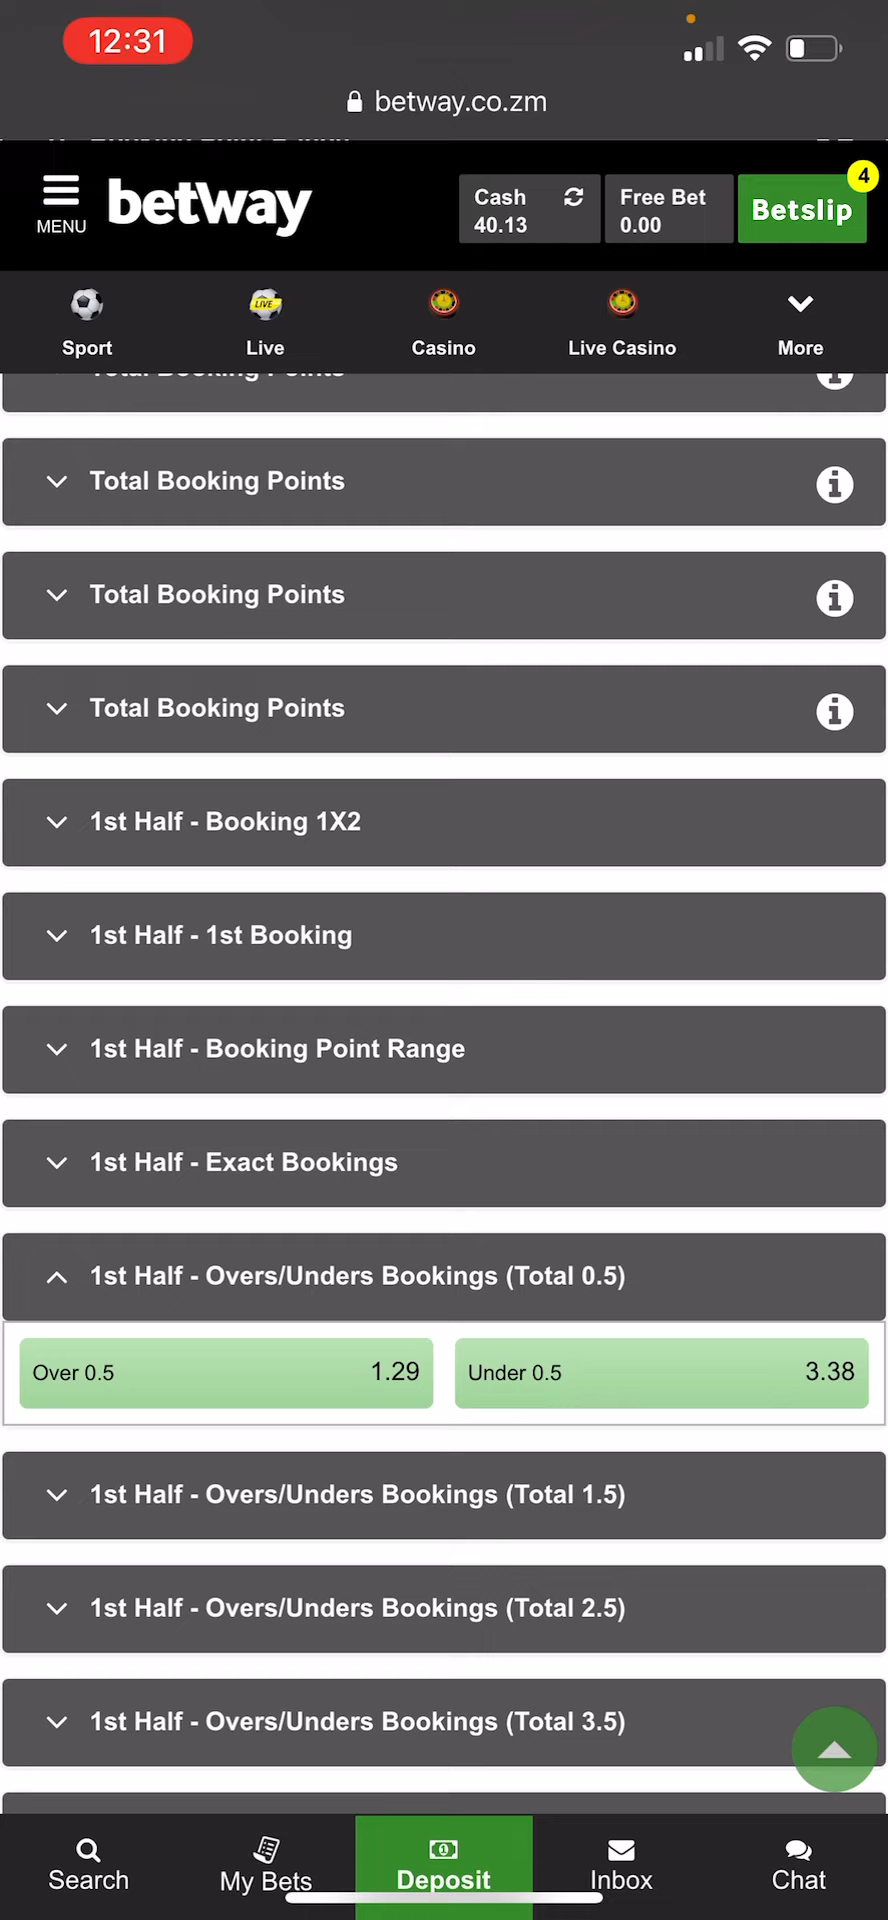 12:31
betway.co.zm
MENU
betway
Cash
40.13
Free Bet
0.00
Betslip
4
Sport
LIVE
Live
Casino
Live Casino
More
Total Booking Points
Total Booking Points
Total Booking Points
Total Booking Points
1st Half - Booking 1X2
1st Half - 1st Booking
1st Half - Booking Point Range
1st Half - Exact Bookings
1st Half - Overs/Unders Bookings (Total 0.5)
Over 0.5 1.29
Under 0.5 3.38
1st Half - Overs/Unders Bookings (Total 1.5)
1st Half - Overs/Unders Bookings (Total 2.5)
1st Half - Overs/Unders Bookings (Total 3.5)
Search
My Bets
Deposit
Inbox
Chat